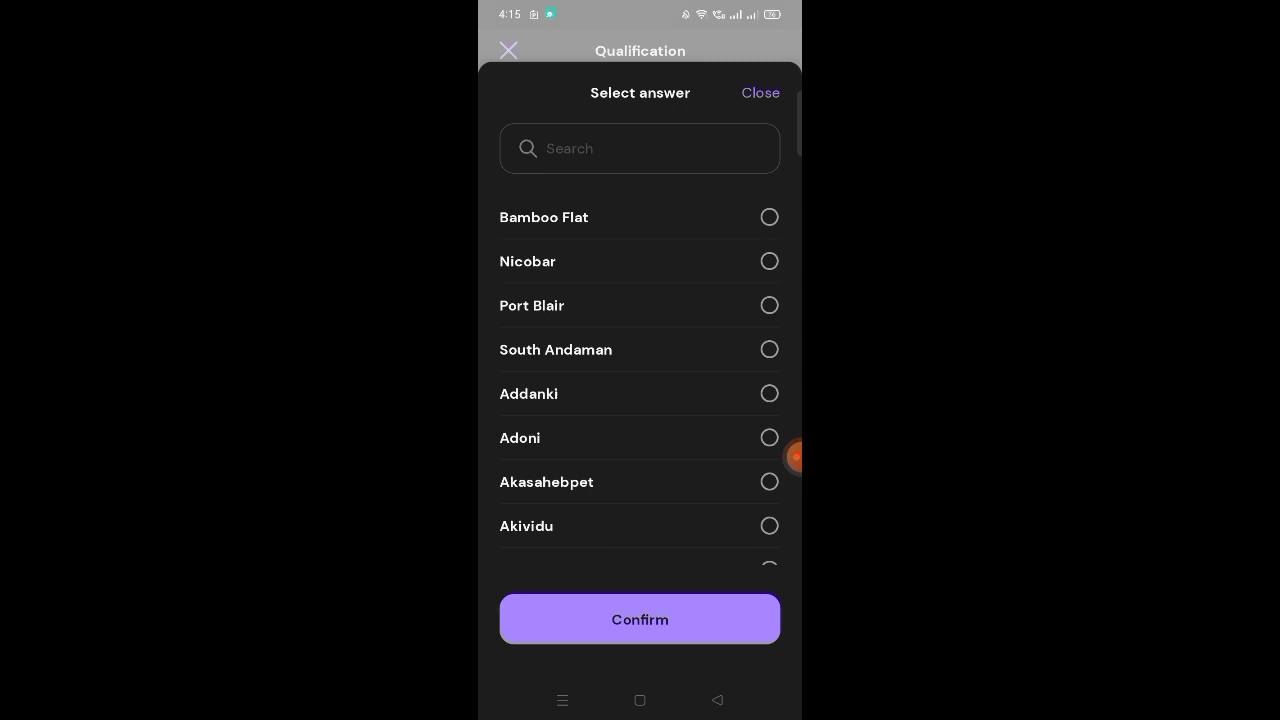 4:15
76
Qualification
Select answer
Close
Search
Bamboo Flat
Nicobar
Port Blair
South Andaman
Addanki
Adoni
Akasahebpet
Akividu
Confirm